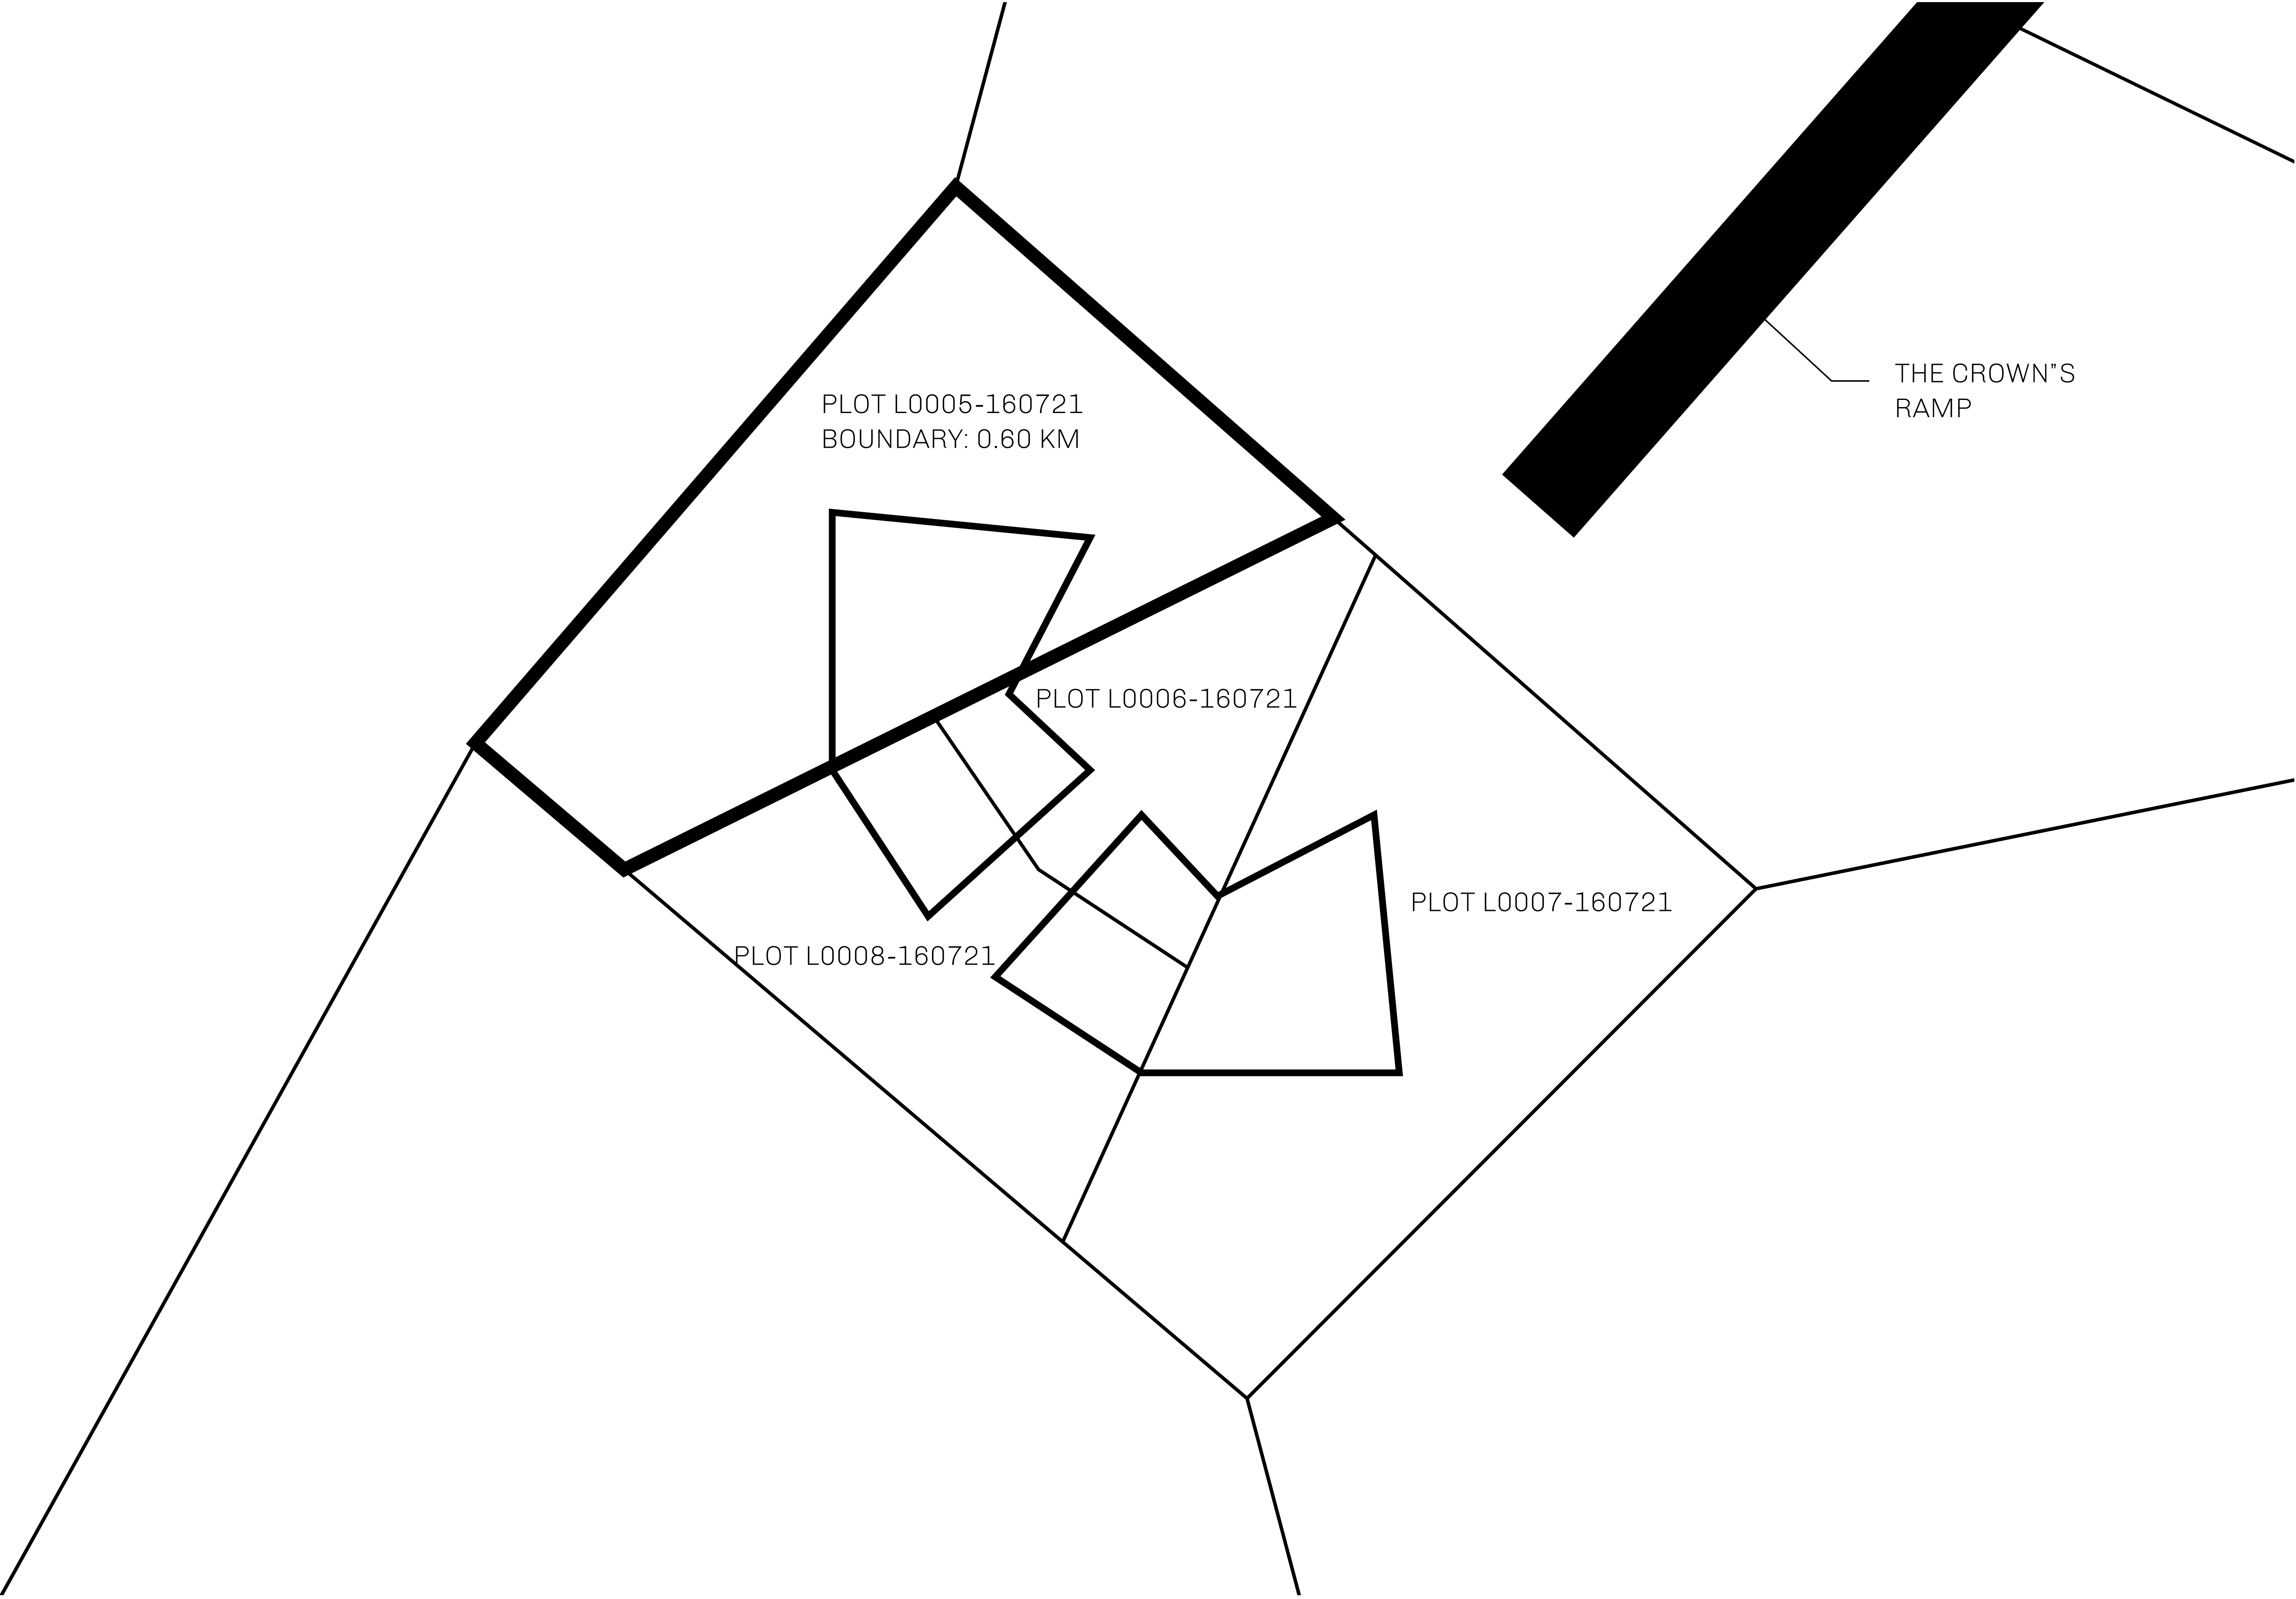 THE CROWN"S
RAMP
PLOT L0005-160721
BOUNDARY: 0.60 KM
PLOT L0006-160721
PLOT L0007-160721
PLOT L0008-160721